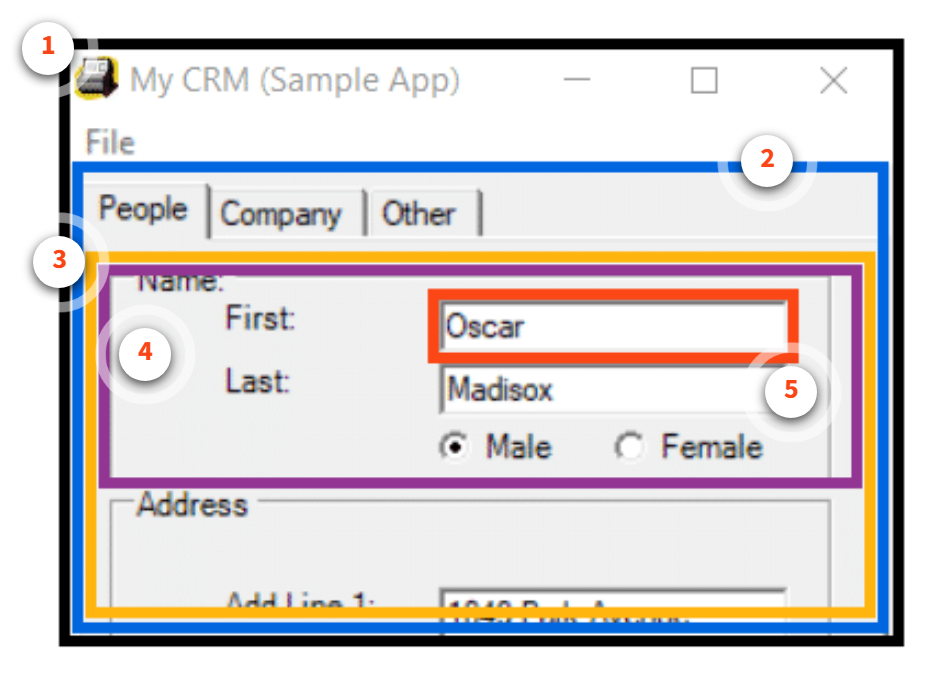 1
My CRM (Sample App)
File
2
People Company Other
3
Name:
First: Oscar
4
Last: Madisox
5
Male Female
Address
Add Line 1: